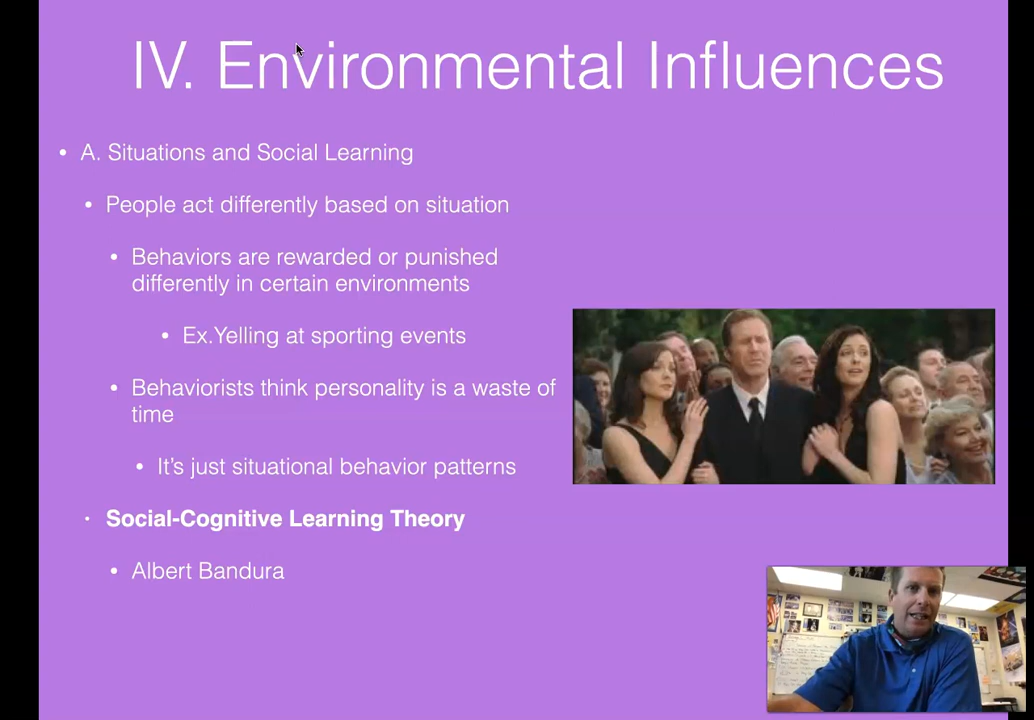 IV. Environmental Influences
• A. Situations and Social Learning
• People act differently based on situation
• Behaviors are rewarded or punished
differently in certain environments
• Ex.Yelling at sporting events
• Behaviorists think personality is a waste of
time
• It's just situational behavior patterns
• Social-Cognitive Learning Theory
• Albert Bandura